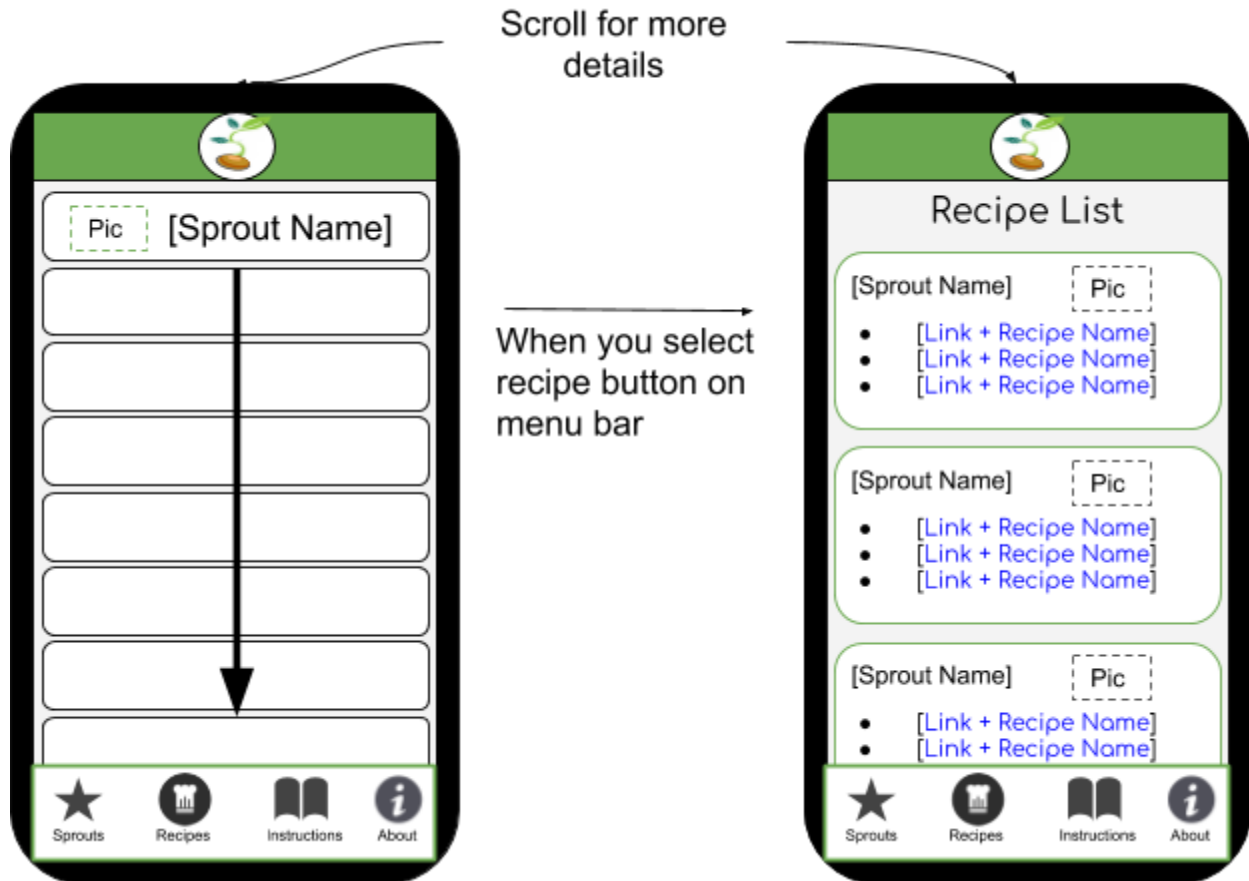 Scroll for more
details
Pic [Sprout Name]
Sprouts Recipes Instructions About
When you select
recipe button on
menu bar
Recipe List
[Sprout Name] Pic
• [Link + Recipe Name]
• [Link + Recipe Name]
• [Link + Recipe Name]
[Sprout Name] Pic
• [Link + Recipe Name]
• [Link + Recipe Name]
• [Link + Recipe Name]
[Sprout Name] Pic
• [Link + Recipe Name]
• [Link + Recipe Name]
Sprouts Recipes Instructions About